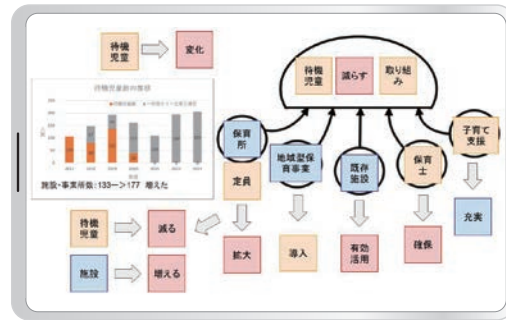 待機
児童
変化
待機児童数の推移
施設・事業所数:133ー＞177 増えた
待機
児童
減る
施設
増える
待機
児童
減らす
取り組
み
保育
所
地域型保
育事業
既存
施設
保育
士
子育て
支援
定員
拡大
導入
有効
活用
確保
充実